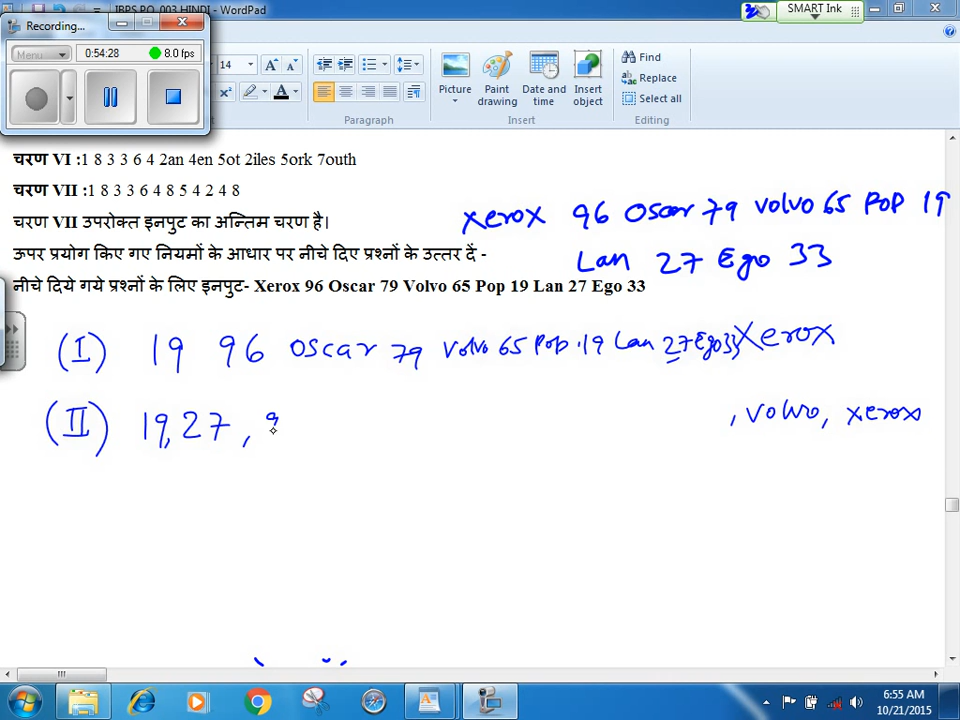 IBPS PO 003 HINDI - WordPad
SMART Ink
Recording...
Menu
0:54:28
8.0 fps
14
A A
A
Picture
Paint drawing
Date and time
Insert object
Find
Replace
Select all
Paragraph
Insert
Editing
चरण VI :1 8 3 3 6 4 2an 4en 5ot 2iles 5ork 7outh
चरण VII :1 8 3 3 6 4 8 5 4 2 4 8
चरण VII उपरोक्त इनपुट का अन्तिम चरण है।
xerox 96 Oscar 79 Volvo 65 Pop 19
ऊपर प्रयोग किए गए नियमों के आधार पर नीचे दिए प्रश्नों के उत्तर दें -
Lan 27 Ego 33
नीचे दिये गये प्रश्नों के लिए इनपुट- Xerox 96 Oscar 79 Volvo 65 Pop 19 Lan 27 Ego 33
(I) 19 96 Oscar 79 Volvo 65 Pop 19 Lan 27 Ego 33 Xerox
(II) 19, 27 , , volvo, xerox
6:55 AM
10/21/2015